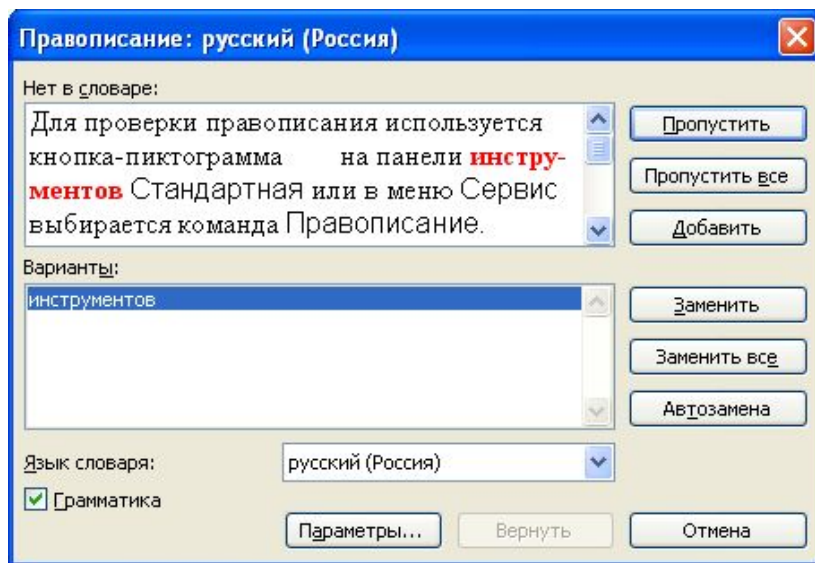 Правописание: русский (Россия)
Нет в словаре:
Для проверки правописания используется
кнопка-пиктограмма на панели инстру-
ментов Стандартная или в меню Сервис
выбирается команда Правописание.
Пропустить
Пропустить все
Добавить
Варианты:
инструментов
Заменить
Заменить все
Автозамена
Язык словаря:
русский (Россия)
Грамматика
Параметры...
Вернуть
Отмена